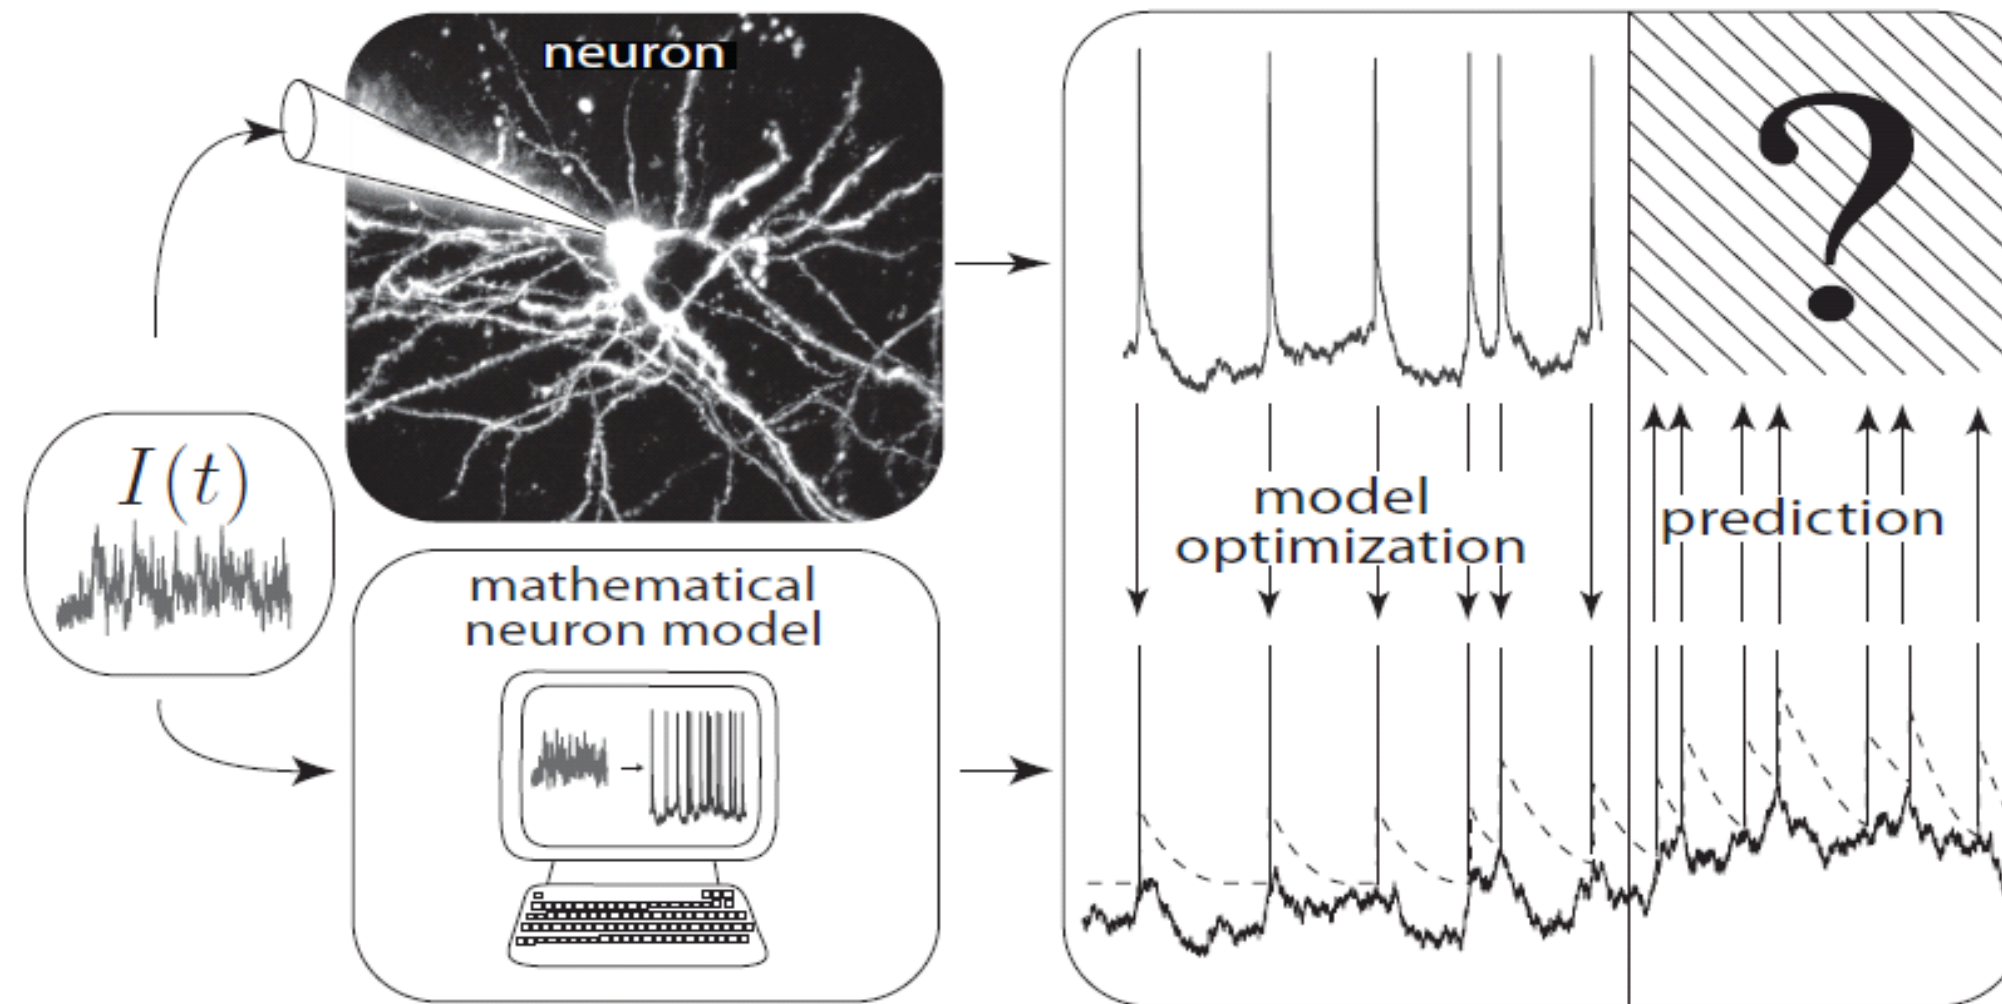 neuron
I(t)
mathematical
neuron model
model
optimization
prediction
?